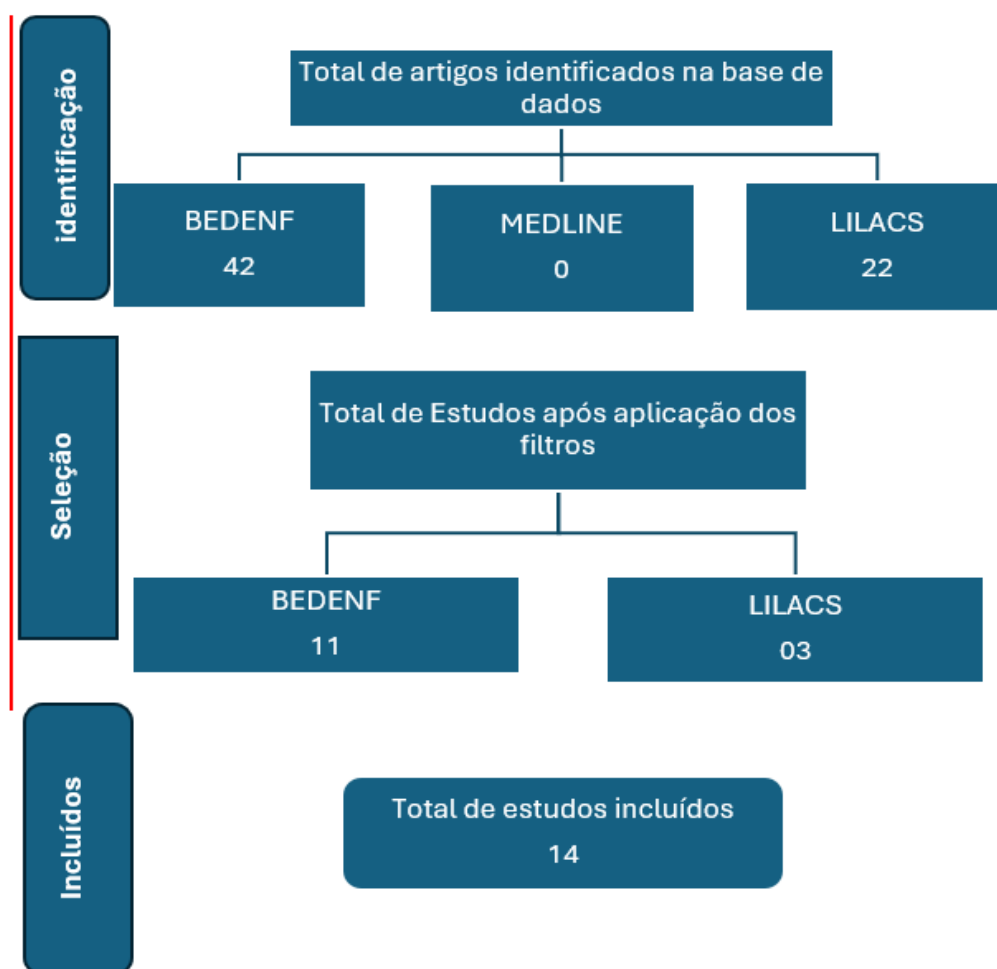 identificação
Total de artigos identificados na base de
dados
BEDENF
42
MEDLINE
0
LILACS
22
Seleção
Total de Estudos após aplicação dos
filtros
BEDENF
11
LILACS
03
Incluídos
Total de estudos incluídos
14